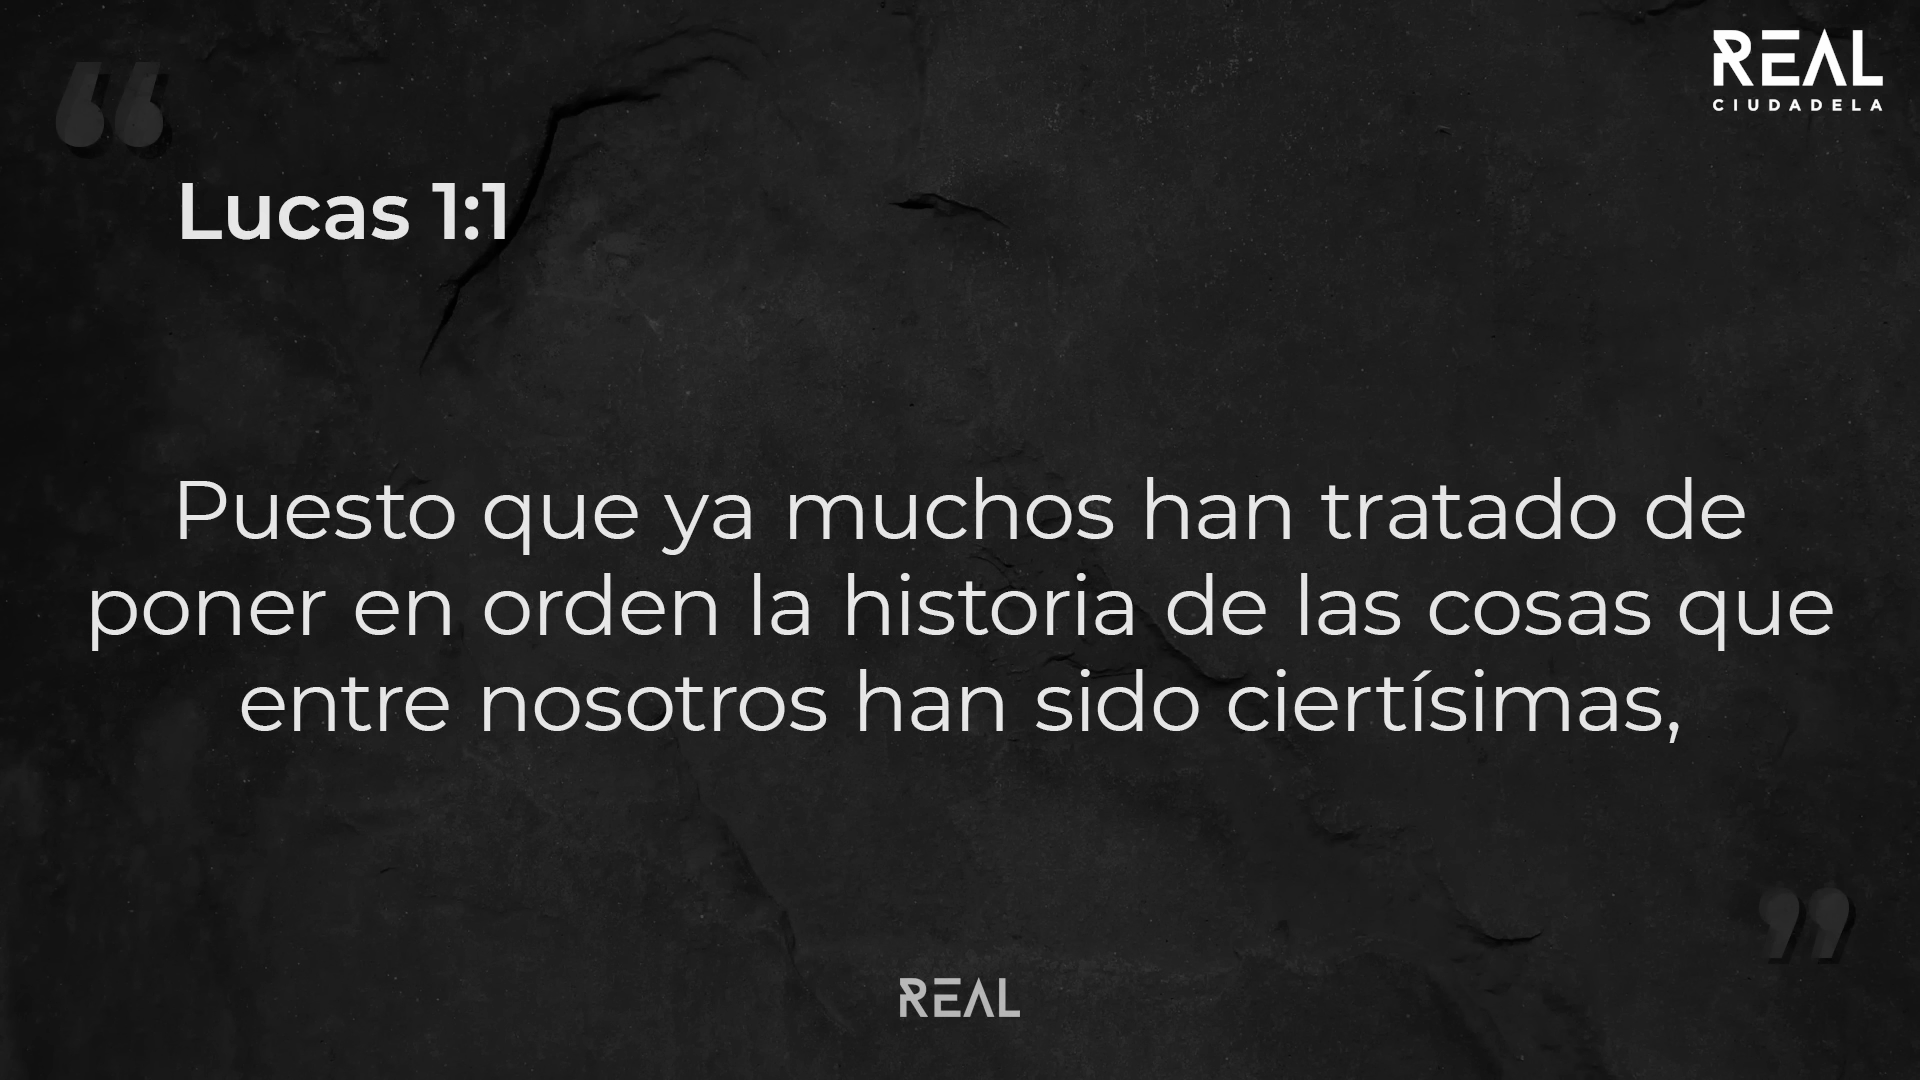 REAL
CIUDADELA
Lucas 1:1
Puesto que ya muchos han tratado de
poner en orden la historia de las cosas que
entre nosotros han sido ciertísimas,
REAL